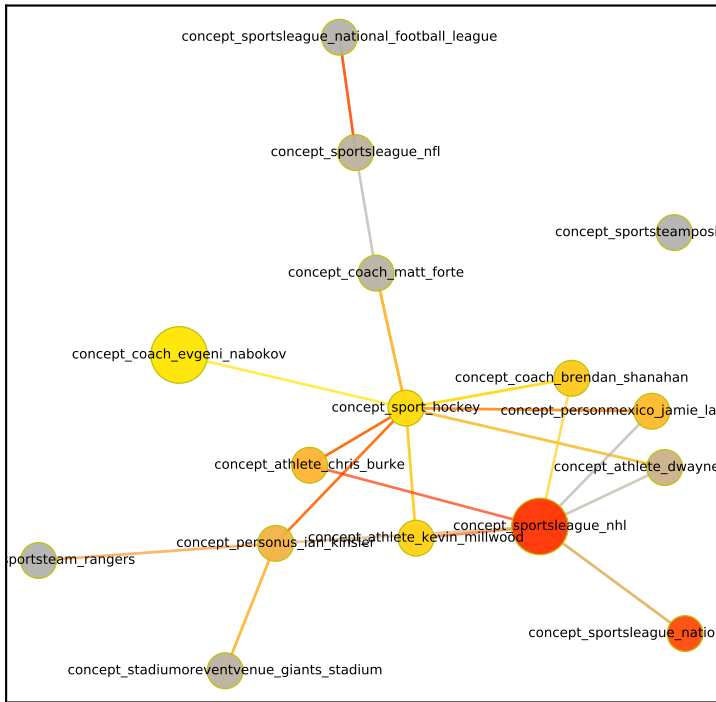 concept_sportsleague_national_football_league
concept_sportsleague_nfl
concept_sportsteamposi
concept_coach_matt_forte
concept_coach_evgeni_nabokov
concept_coach_brendan_shanahan
concept_sport_hockey
concept_personmexico_jamie_la
concept_athlete_chris_burke
concept_athlete_dwayne
concept_sportsleague_nhl
concept_athlete_kevin_millwood
concept_personus_ian_kinsler
portsteam_rangers
concept_sportsleague_natio
concept_stadiumoreventvenue_giants_stadium